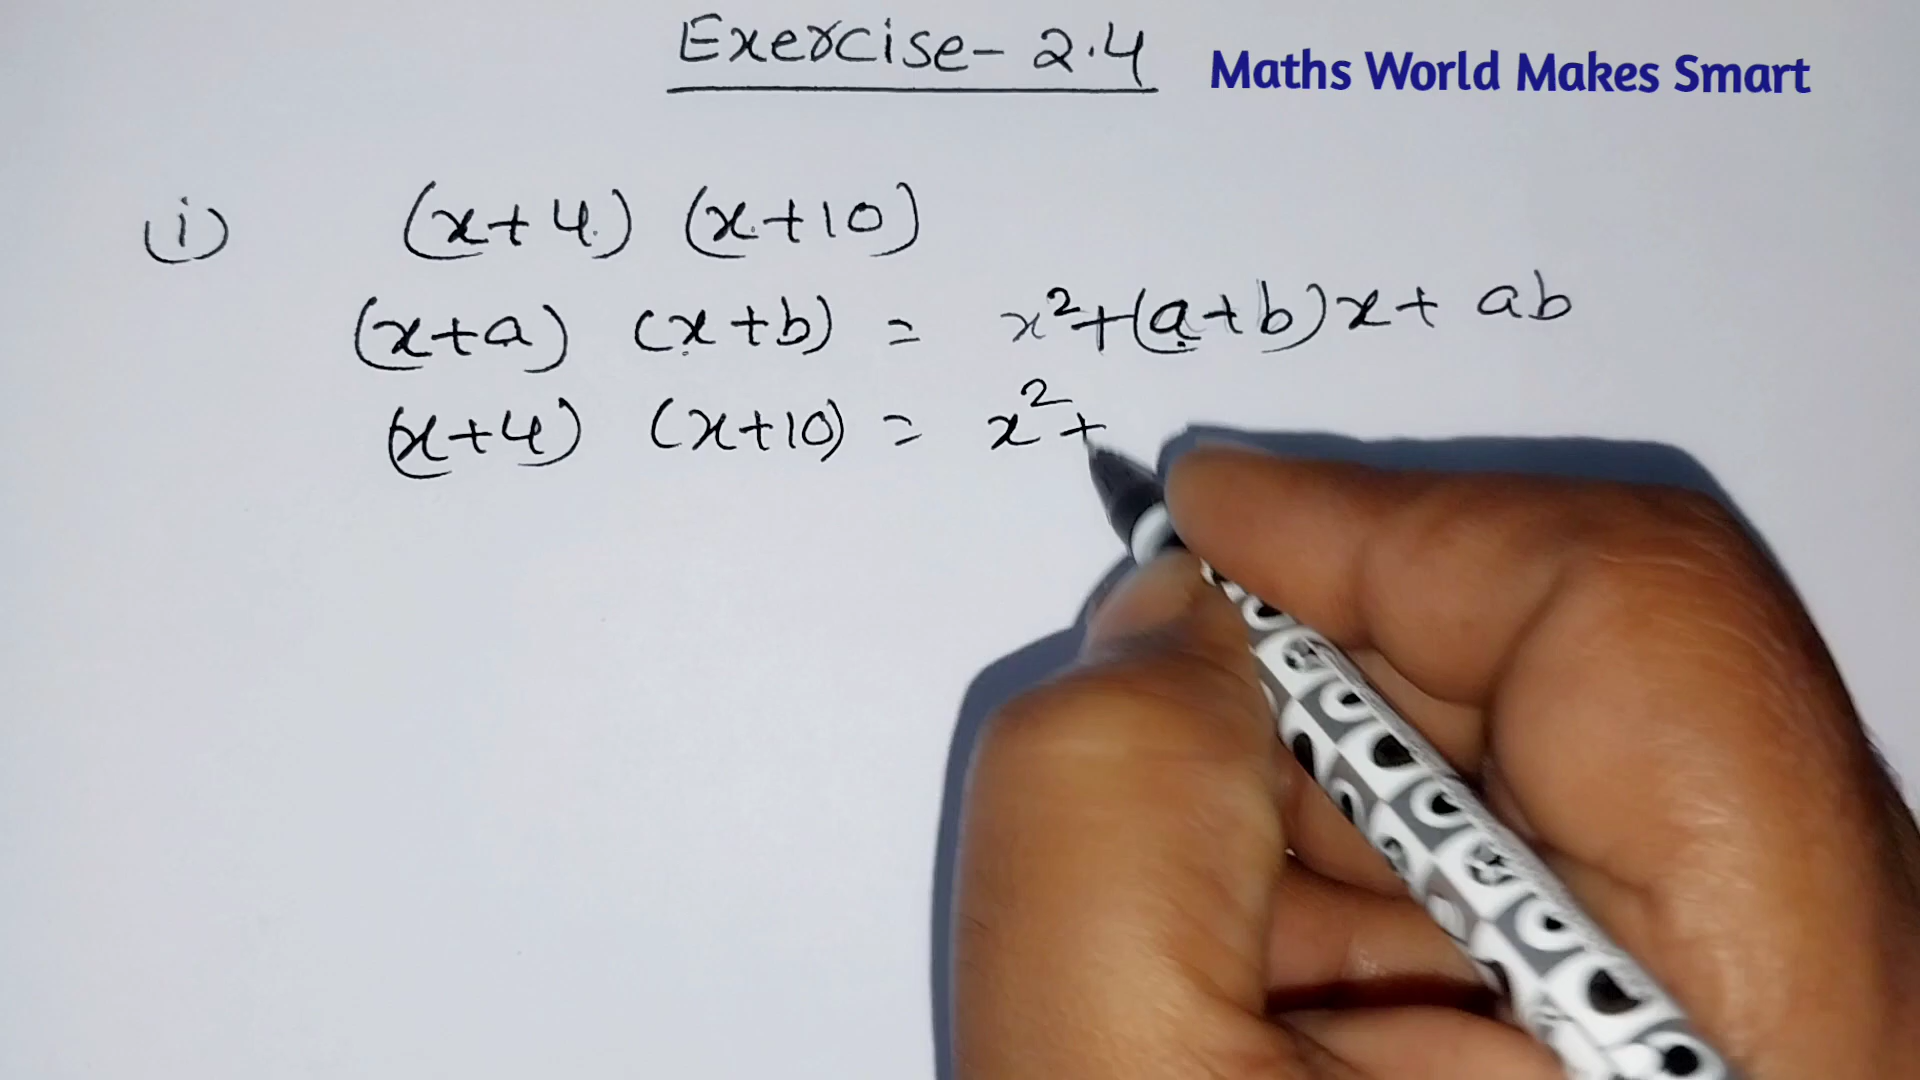 Exercise - 2.4
Maths World Makes Smart
(i) (x+4) (x+10)
(x+a) (x+b) = x²+(a+b)x+ ab
(x+4) (x+10) = x²+